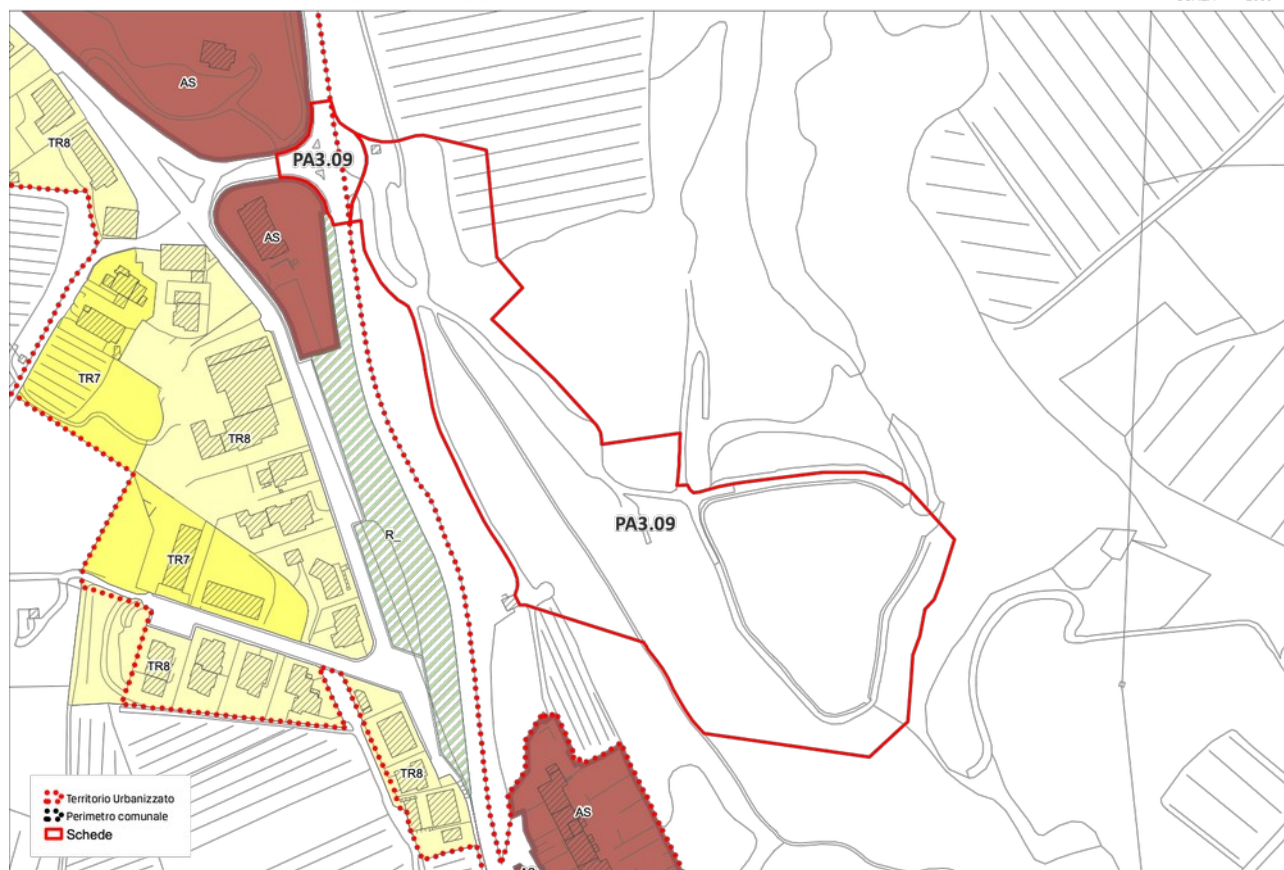 AS
TR8
PA3.09
AS
TR7
TR8
R_
PA3.09
TR7
TR8
TR8
AS
Territorio Urbanizzato
Perimetro comunale
Schede